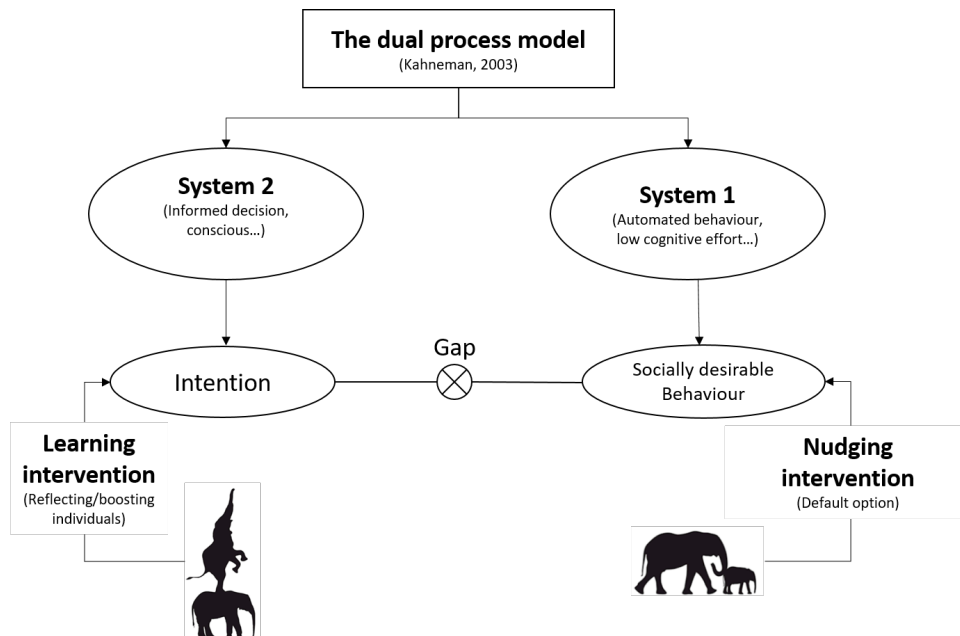 The dual process model
(Kahneman, 2003)
System 2
(Informed decision,
conscious...)
System 1
(Automated behaviour,
low cognitive effort...)
Gap
Intention
Socially desirable
Behaviour
Learning
intervention
(Reflecting/boosting
individuals)
Nudging
intervention
(Default option)